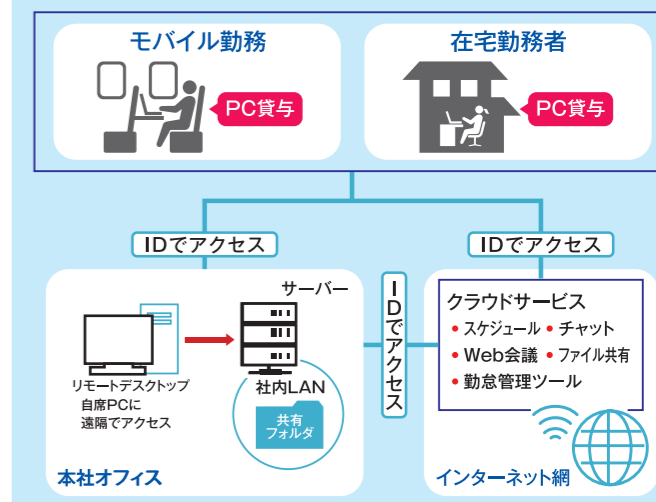 モバイル勤務
PC貸与
在宅勤務者
PC貸与
IDでアクセス
IDでアクセス
サーバー
リモートデスクトップ
自席PCに
遠隔でアクセス
社内LAN
共有
フォルダ
本社オフィス
IDでアクセス
クラウドサービス
• スケジュール • チャット
• Web会議 • ファイル共有
• 勤怠管理ツール
インターネット網